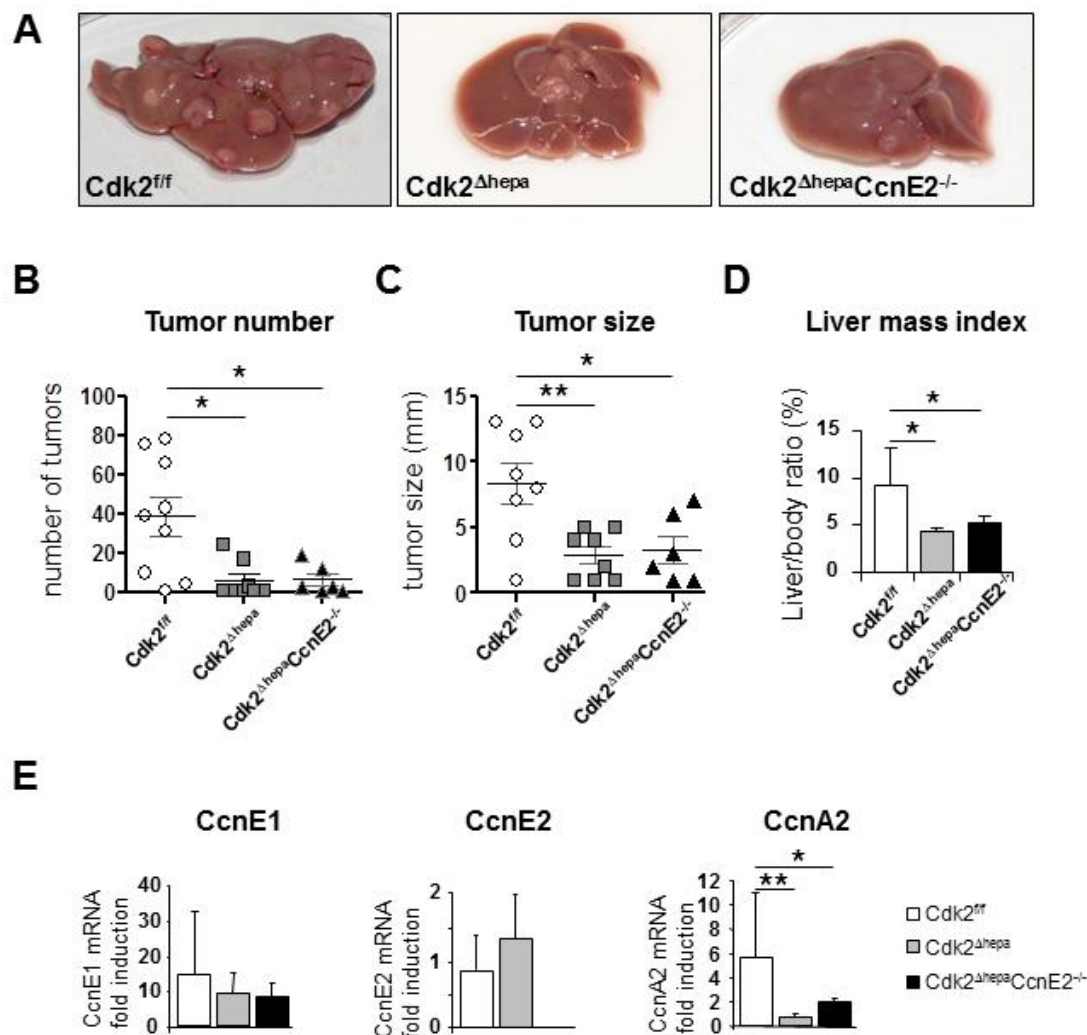 A
Cdk2f/f
Cdk2Δhepa
Cdk2ΔhepaCcnE2-/-
B
Tumor number
number of tumors
100
80
60
40
20
0
*
*
Cdk2f/f
Cdk2Δhepa
Cdk2ΔhepaCcnE2-/-
C
Tumor size
tumor size (mm)
15
10
5
0
*
**
Cdk2f/f
Cdk2Δhepa
Cdk2ΔhepaCcnE2-/-
D
Liver mass index
Liver/body ratio (%)
15
10
5
0
*
*
Cdk2f/f
Cdk2Δhepa
Cdk2ΔhepaCcnE2-/-
E
CcnE1
CcnE1 mRNA
fold induction
40
30
20
10
0
CcnE2
CcnE2 mRNA
fold induction
2
1
0
CcnA2
CcnA2 mRNA
fold induction
12
10
8
6
4
2
0
*
**
Cdk2f/f
Cdk2Δhepa
Cdk2ΔhepaCcnE2-/-